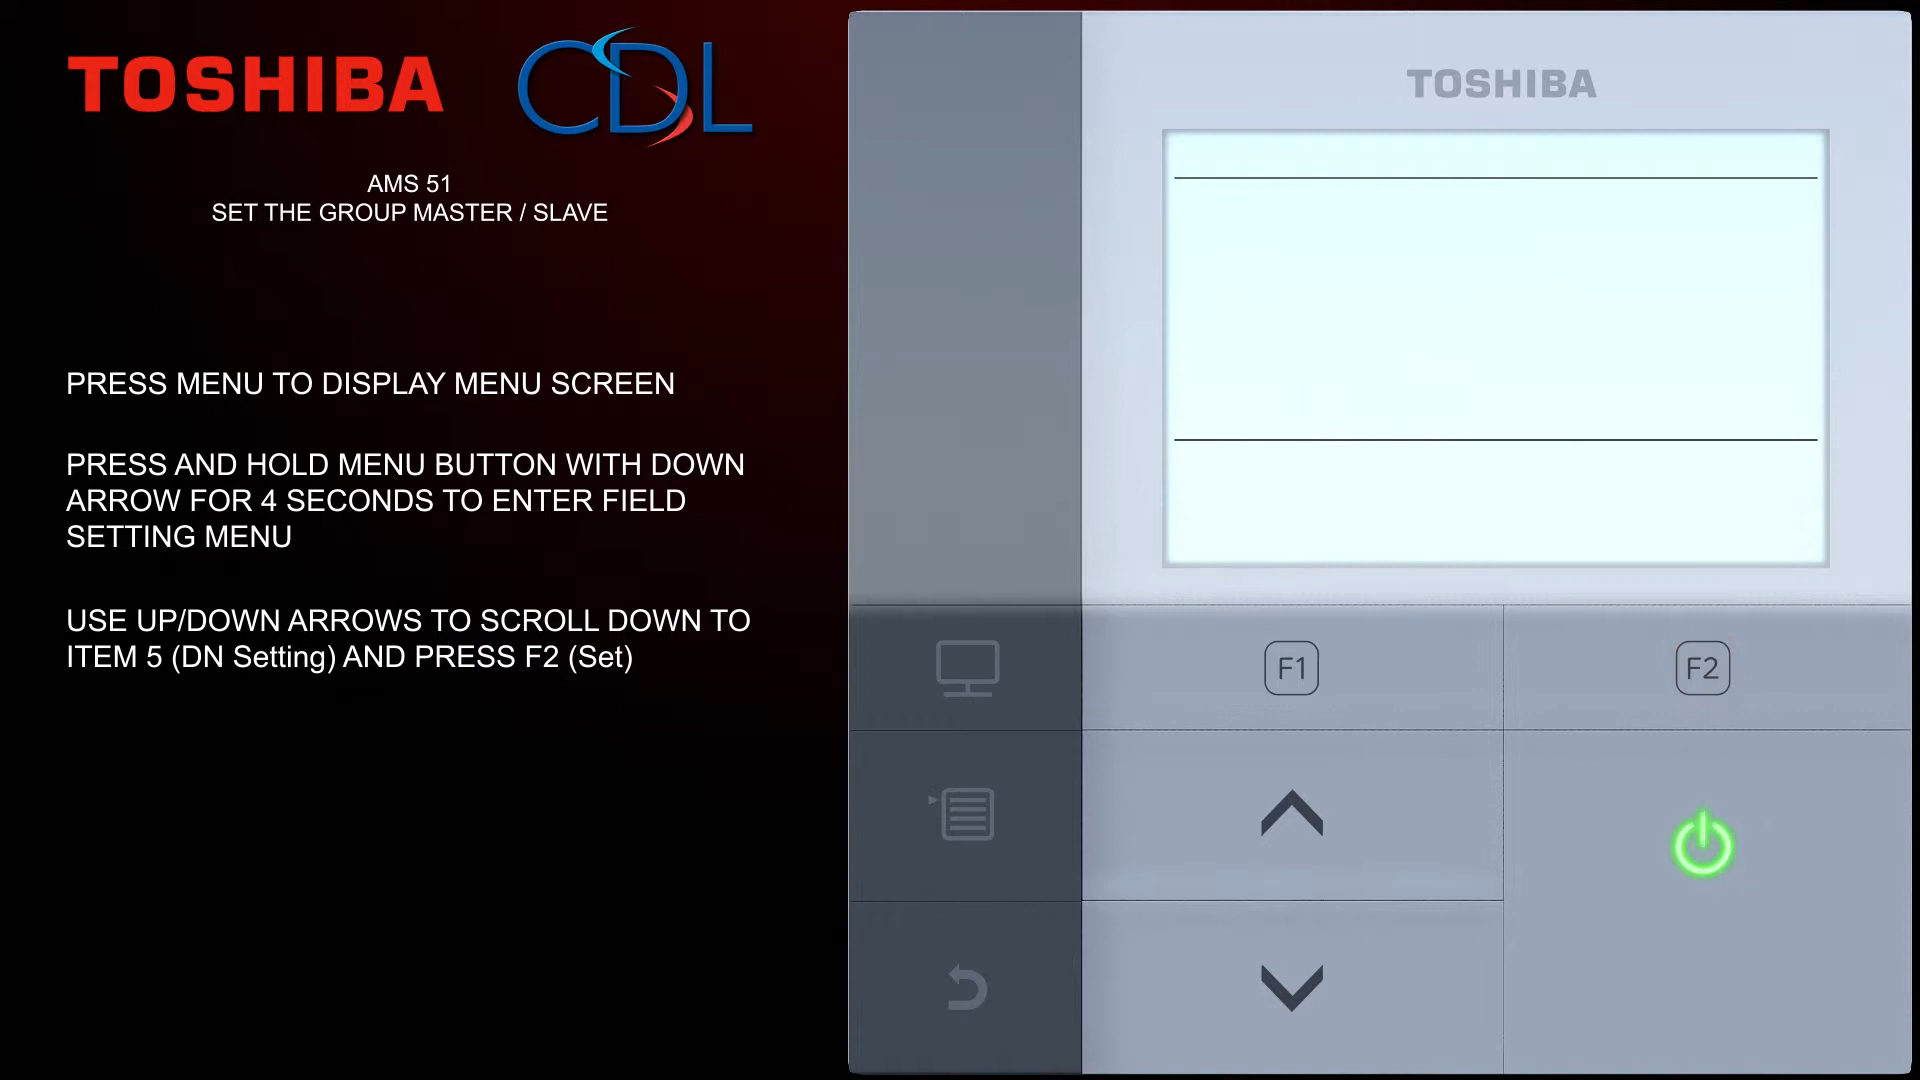 TOSHIBA
CDL
AMS 51
SET THE GROUP MASTER / SLAVE
PRESS MENU TO DISPLAY MENU SCREEN
PRESS AND HOLD MENU BUTTON WITH DOWN
ARROW FOR 4 SECONDS TO ENTER FIELD
SETTING MENU
USE UP/DOWN ARROWS TO SCROLL DOWN TO
ITEM 5 (DN Setting) AND PRESS F2 (Set)
TOSHIBA
F1
F2